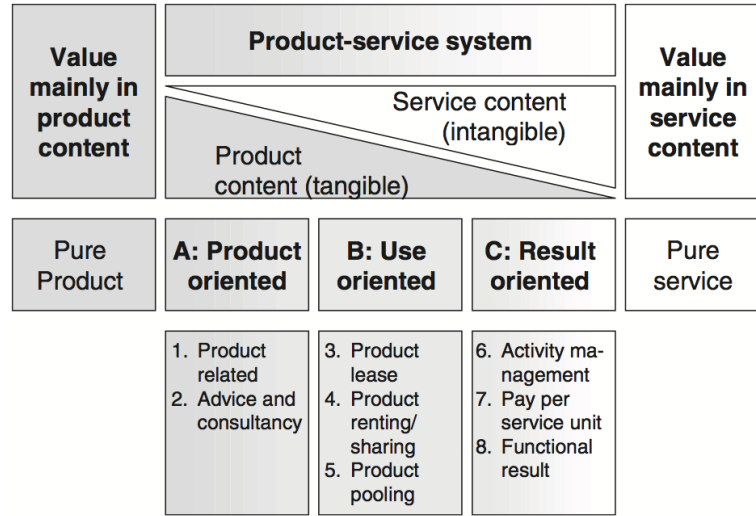 Value
mainly in
product
content
Product-service system
Service content
(intangible)
Product
content (tangible)
Value
mainly in
service
content
Pure
Product
A: Product
oriented
B: Use
oriented
C: Result
oriented
Pure
service
1. Product
related
2. Advice and
consultancy
3. Product
lease
4. Product
renting/
sharing
5. Product
pooling
6. Activity ma-
nagement
7. Pay per
service unit
8. Functional
result